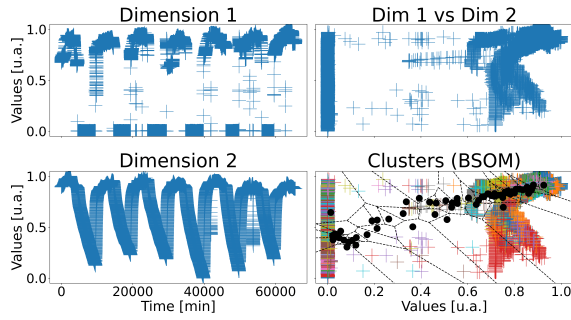 Dimension 1
Dim 1 vs Dim 2
Values [u.a.]
1.0
0.5
0.0
Dimension 2
Clusters (BSOM)
Values [u.a.]
1.0
0.5
0.0
0 20000 40000 60000
0.0 0.2 0.4 0.6 0.8 1.0
Time [min]
Values [u.a.]